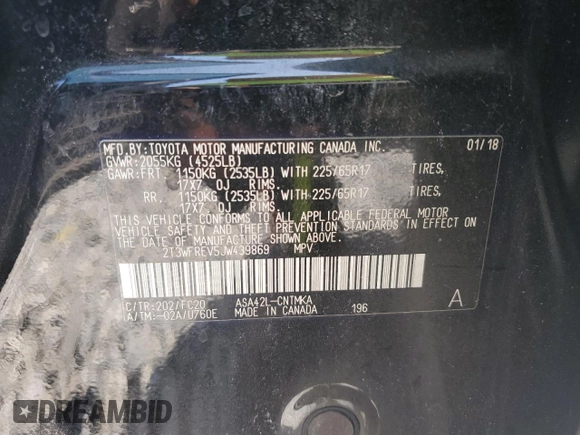 MFD.BY:TOYOTA MOTOR MANUFACTURING CANADA INC. 01/18
GVWR:2055KG (4525LB)
GAWR:FRT. 1150KG (2535LB) WITH 225/65R17 TIRES,
17X7 0J RIMS.
RR. 1150KG (2535LB) WITH 225/65R17 TIRES,
17X7 0J RIMS.
THIS VEHICLE CONFORMS TO ALL APPLICABLE FEDERAL MOTOR
VEHICLE SAFETY AND THEFT PREVENTION STANDARDS IN EFFECT ON
THE DATE OF MANUFACTURE SHOWN ABOVE.
2T3WFREV5JW439869 MPV
C/TR:202/FC20 ASA42L-CNTMKA A
A/TM:-02A/U760E MADE IN CANADA 196
DREAMBID